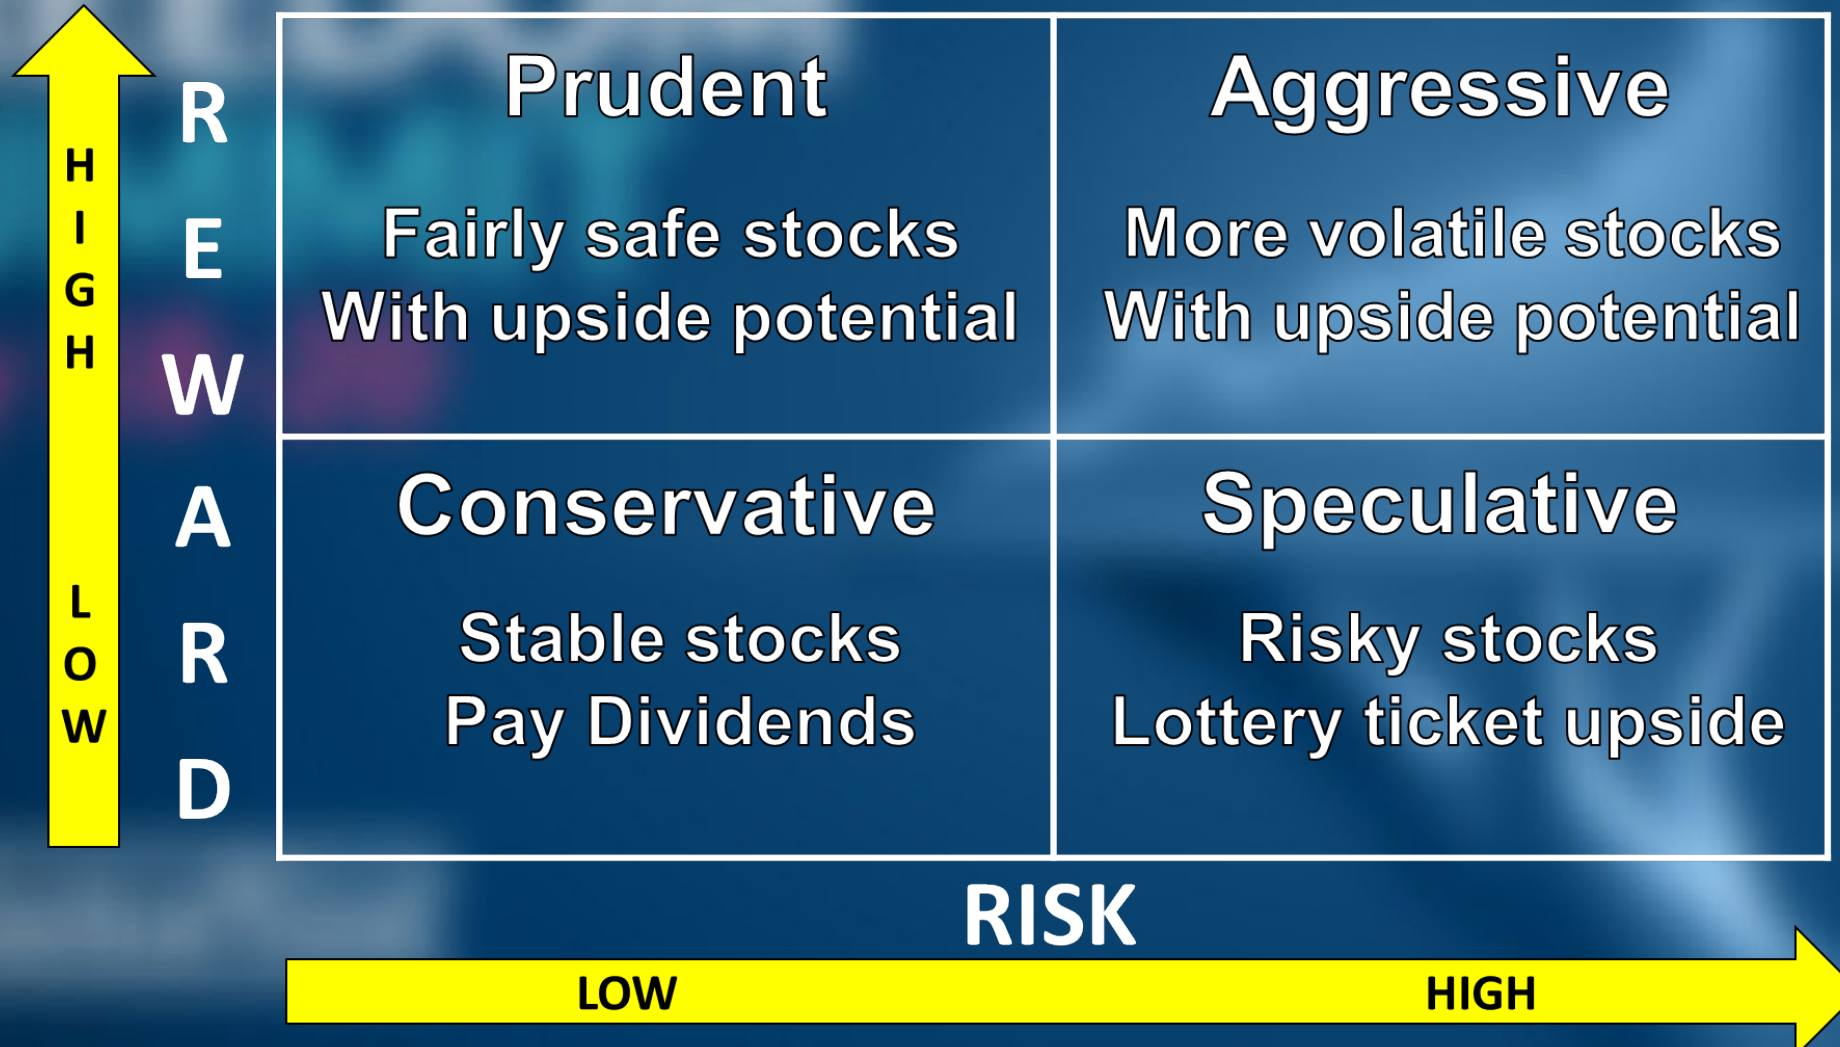 HIGH
LOW
REWARD
Prudent
Fairly safe stocks
With upside potential
Aggressive
More volatile stocks
With upside potential
Conservative
Stable stocks
Pay Dividends
Speculative
Risky stocks
Lottery ticket upside
RISK
LOW
HIGH